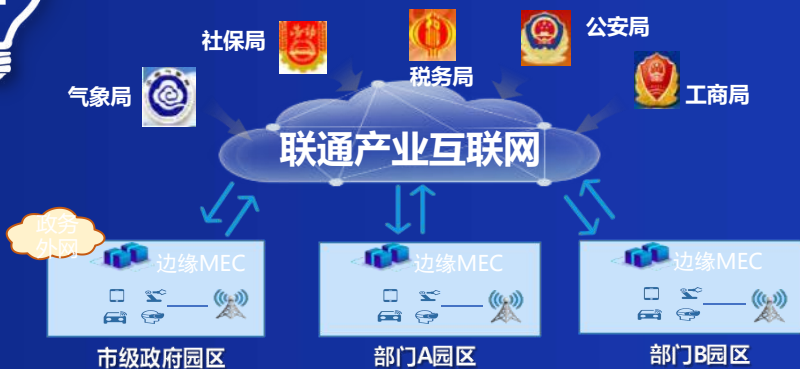 公安局
社保局
税务局
气象局
工商局
联通产业互联网
政务
外网
边缘MEC
边缘MEC
边缘MEC
市级政府园区
部门A园区
部门B园区